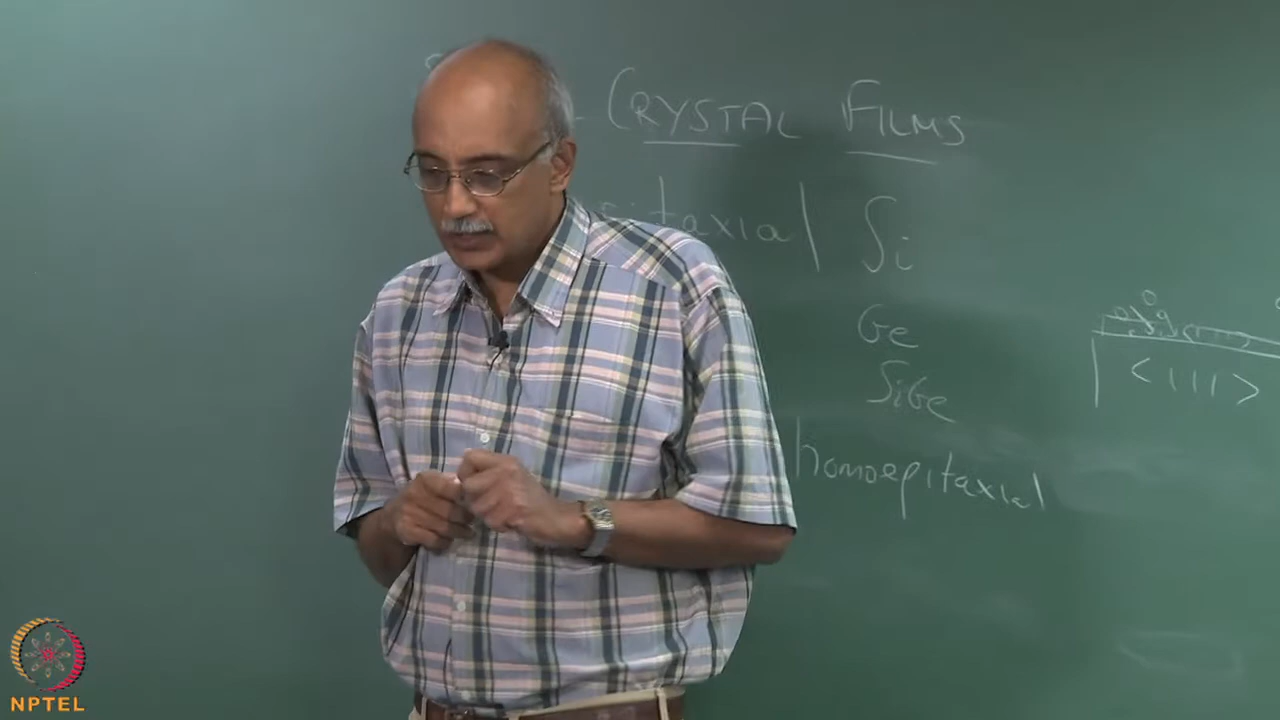 CRYSTAL FILMS
itaxial Si
Ge
SiGe
<111>
homoepitaxial
NPTEL